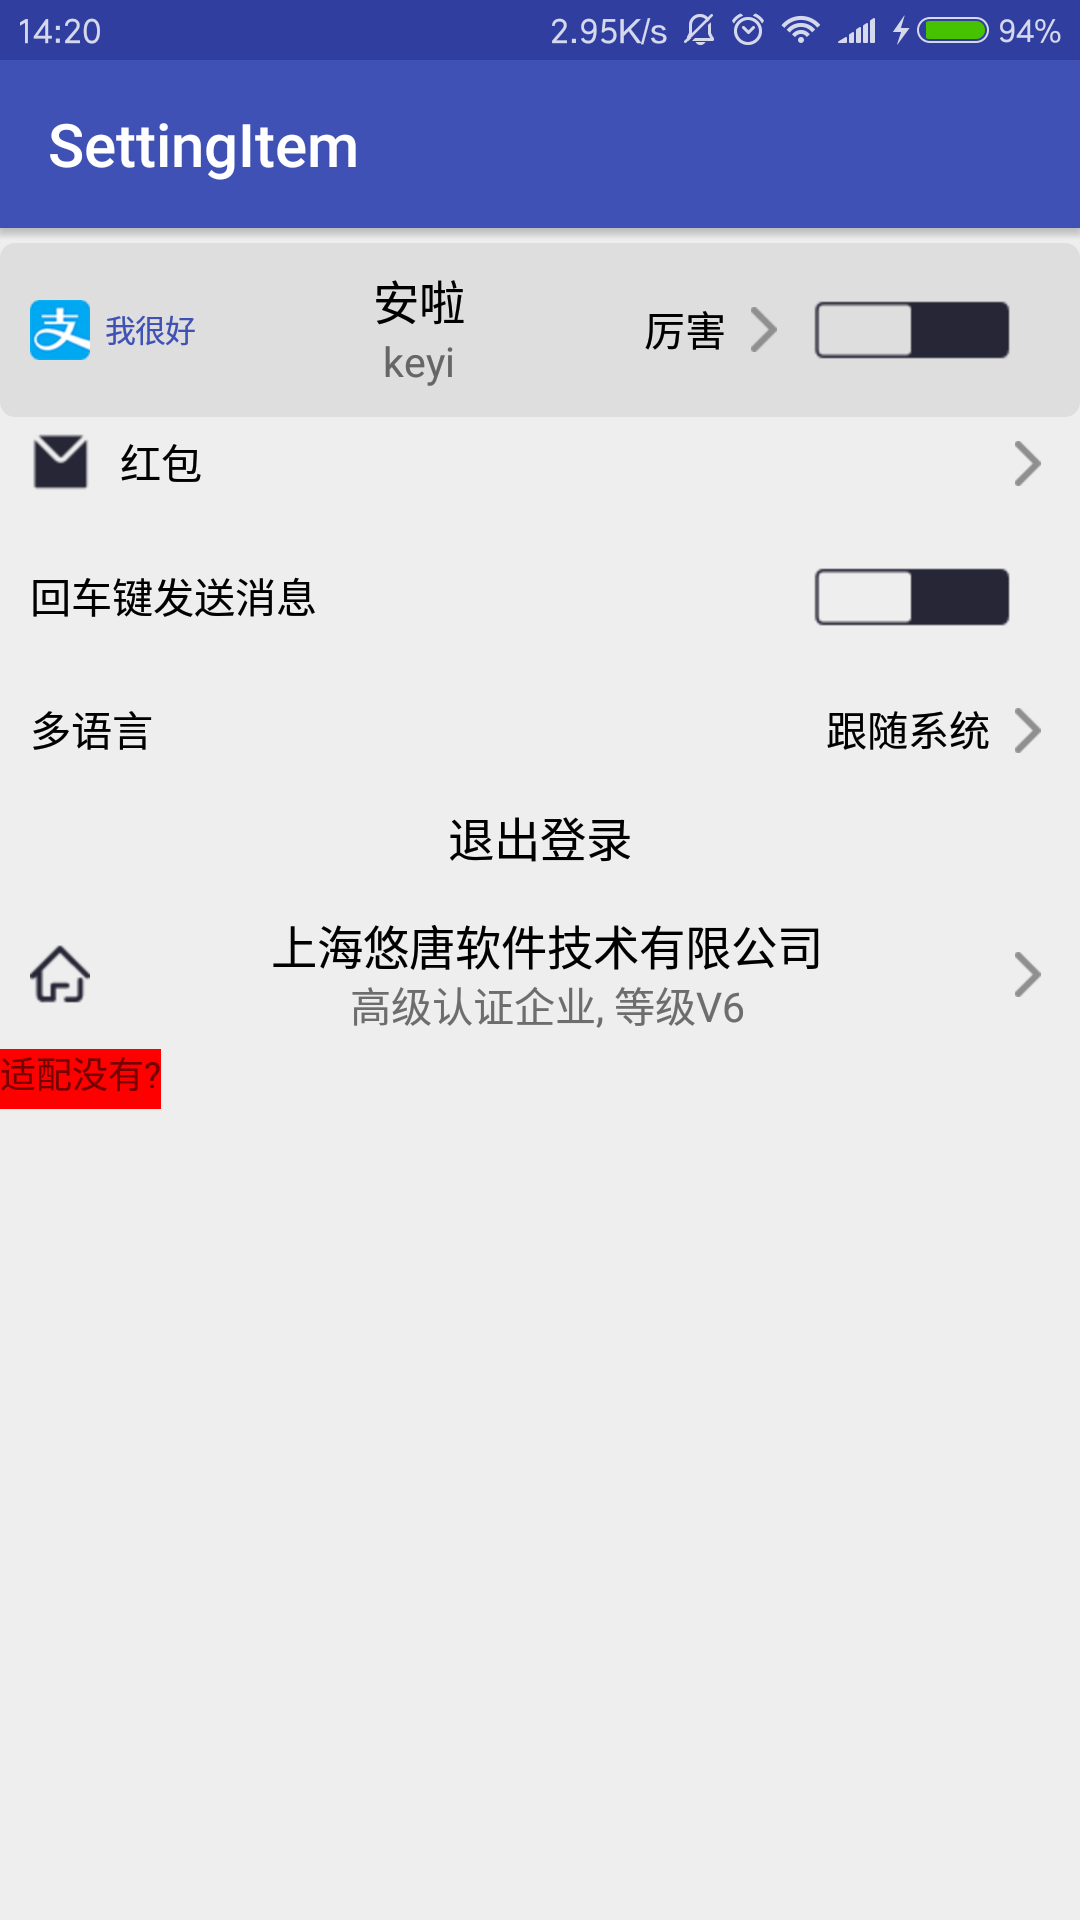 14:20 2.95K/s 94%
SettingItem
支 我很好 安啦 厉害
keyi
红包
回车键发送消息
多语言 跟随系统
退出登录
上海悠唐软件技术有限公司
高级认证企业, 等级V6
适配没有?